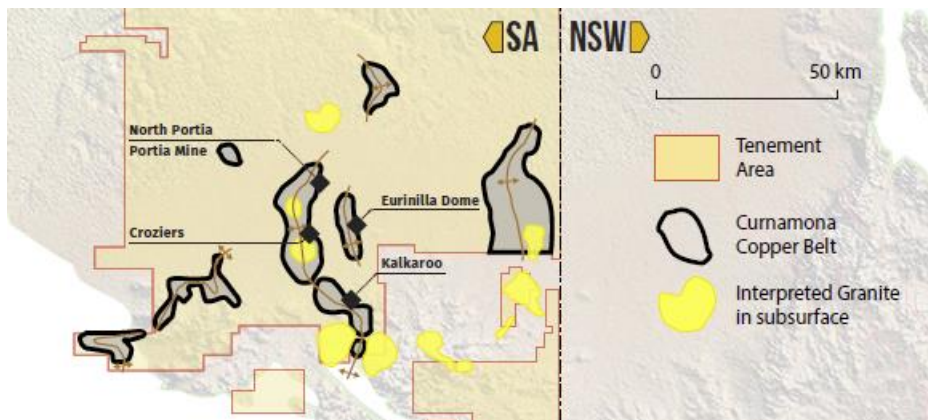 SA NSW
0 50 km
North Portia
Portia Mine
Eurinilla Dome
Croziers
Kalkaroo
Tenement
Area
Curnamona
Copper Belt
Interpreted Granite
in subsurface